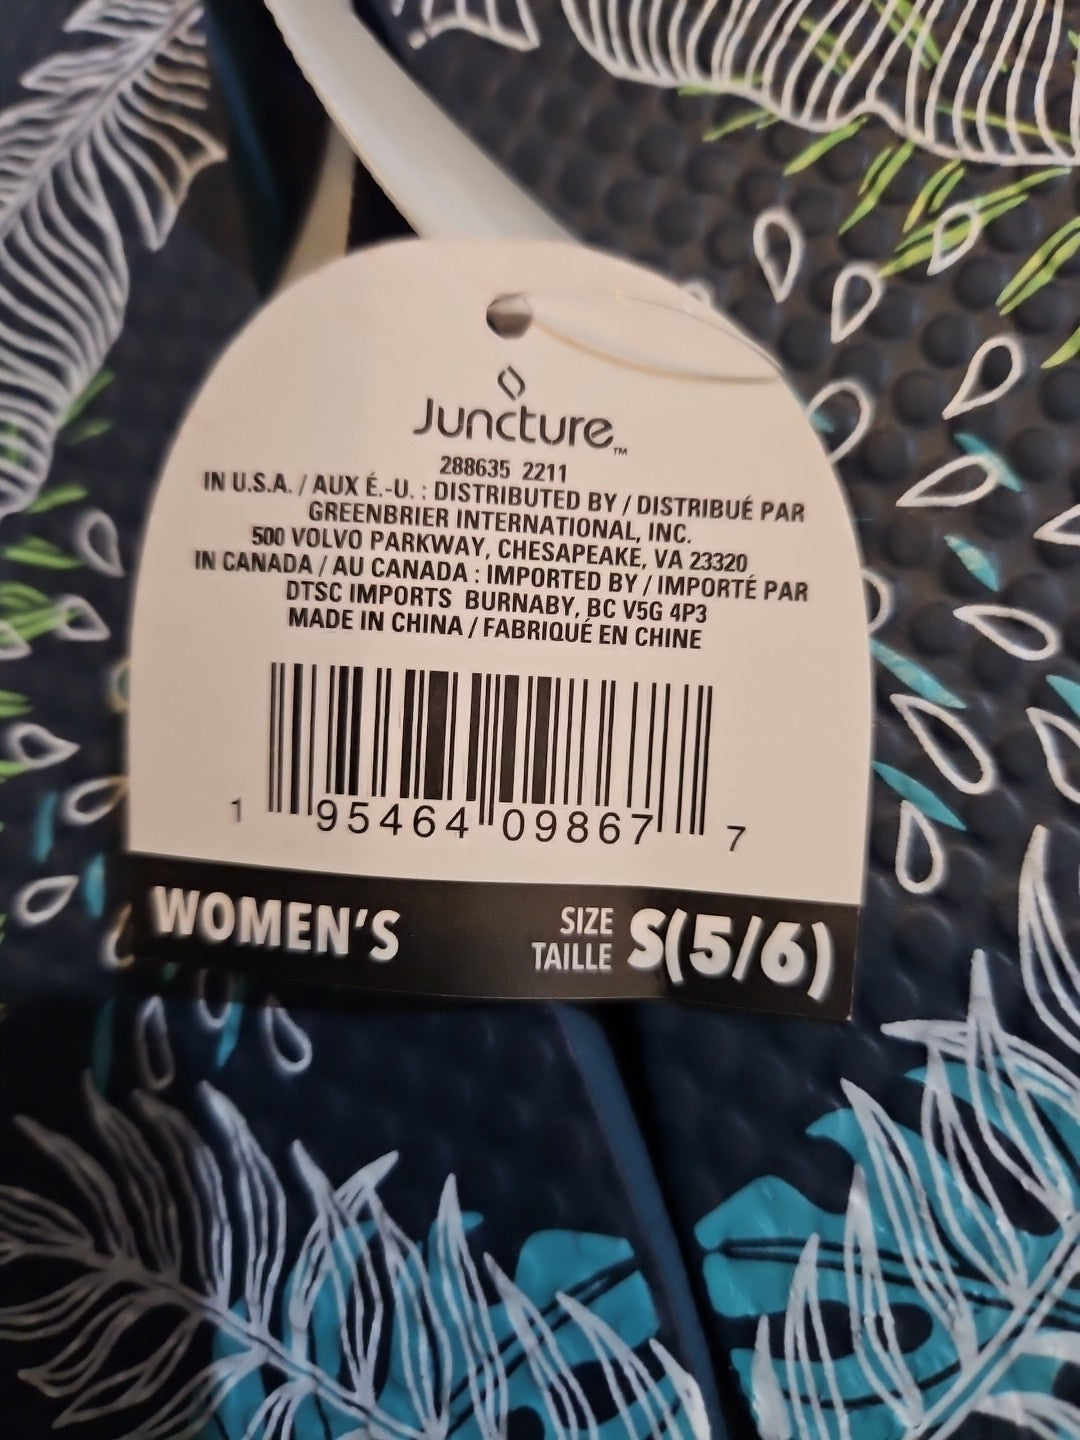 Juncture™
288635 2211
IN U.S.A. / AUX É.-U. : DISTRIBUTED BY / DISTRIBUÉ PAR
GREENBRIER INTERNATIONAL, INC.
500 VOLVO PARKWAY, CHESAPEAKE, VA 23320
IN CANADA / AU CANADA : IMPORTED BY / IMPORTÉ PAR
DTSC IMPORTS BURNABY, BC V5G 4P3
MADE IN CHINA / FABRIQUÉ EN CHINE
1 95464 09867 7
WOMEN'S SIZE TAILLE S(5/6)